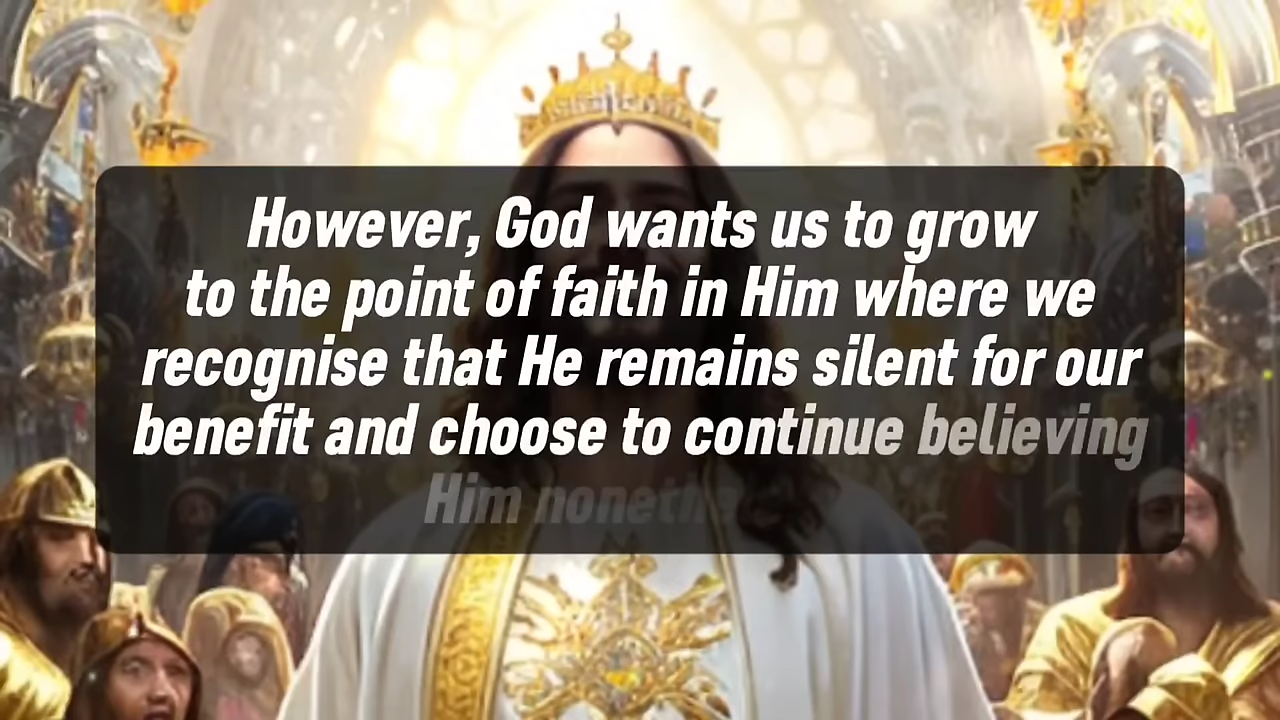 However, God wants us to grow
to the point of faith in Him where we
recognise that He remains silent for our
benefit and choose to continue believing
Him